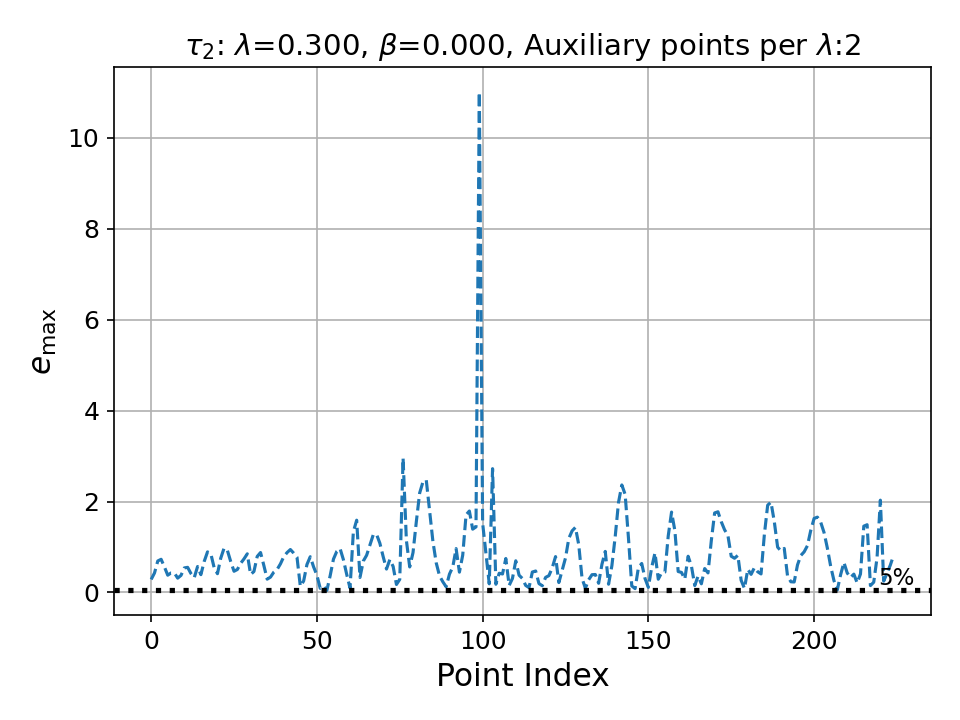 τ₂: λ=0.300, β=0.000, Auxiliary points per λ:2
e_max
10
8
6
4
2
0
5%
0 50 100 150 200
Point Index